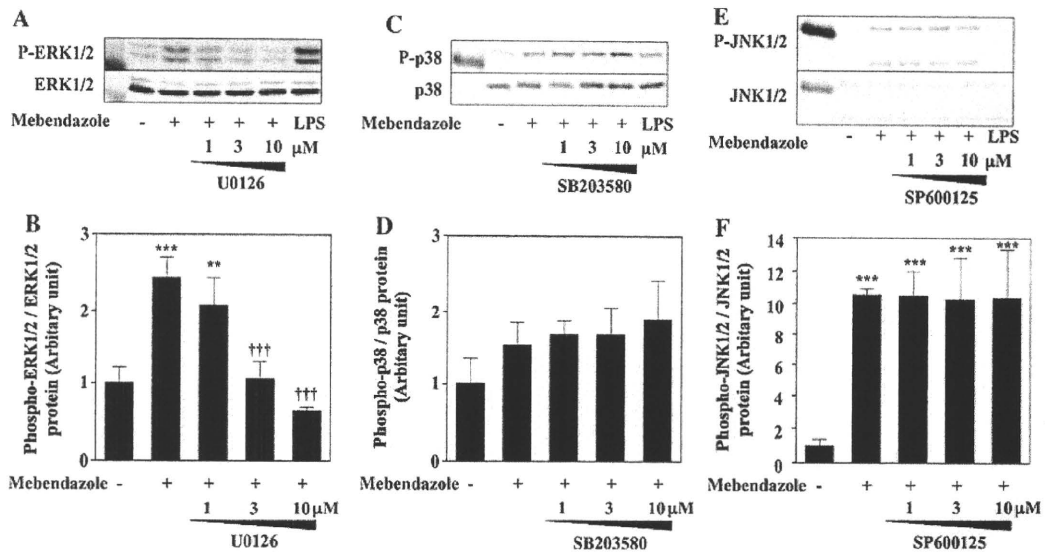 A
P-ERK1/2
ERK1/2
Mebendazole - + + + + LPS
1 3 10 μM
U0126
C
P-p38
p38
Mebendazole - + + + + LPS
1 3 10 μM
SB203580
E
P-JNK1/2
JNK1/2
Mebendazole - + + + + LPS
1 3 10 μM
SP600125
B
Phospho-ERK1/2 / ERK1/2
protein (Arbitary unit)
3
2
1
0
***
**
†††
†††
Mebendazole - + + + +
1 3 10 μM
U0126
D
Phospho-p38 / p38 protein
(Arbitary unit)
3
2
1
0
Mebendazole - + + + +
1 3 10 μM
SB203580
F
Phospho-JNK1/2 / JNK1/2
protein (Arbitary unit)
14
12
10
8
6
4
2
0
***
***
***
***
Mebendazole - + + + +
1 3 10 μM
SP600125